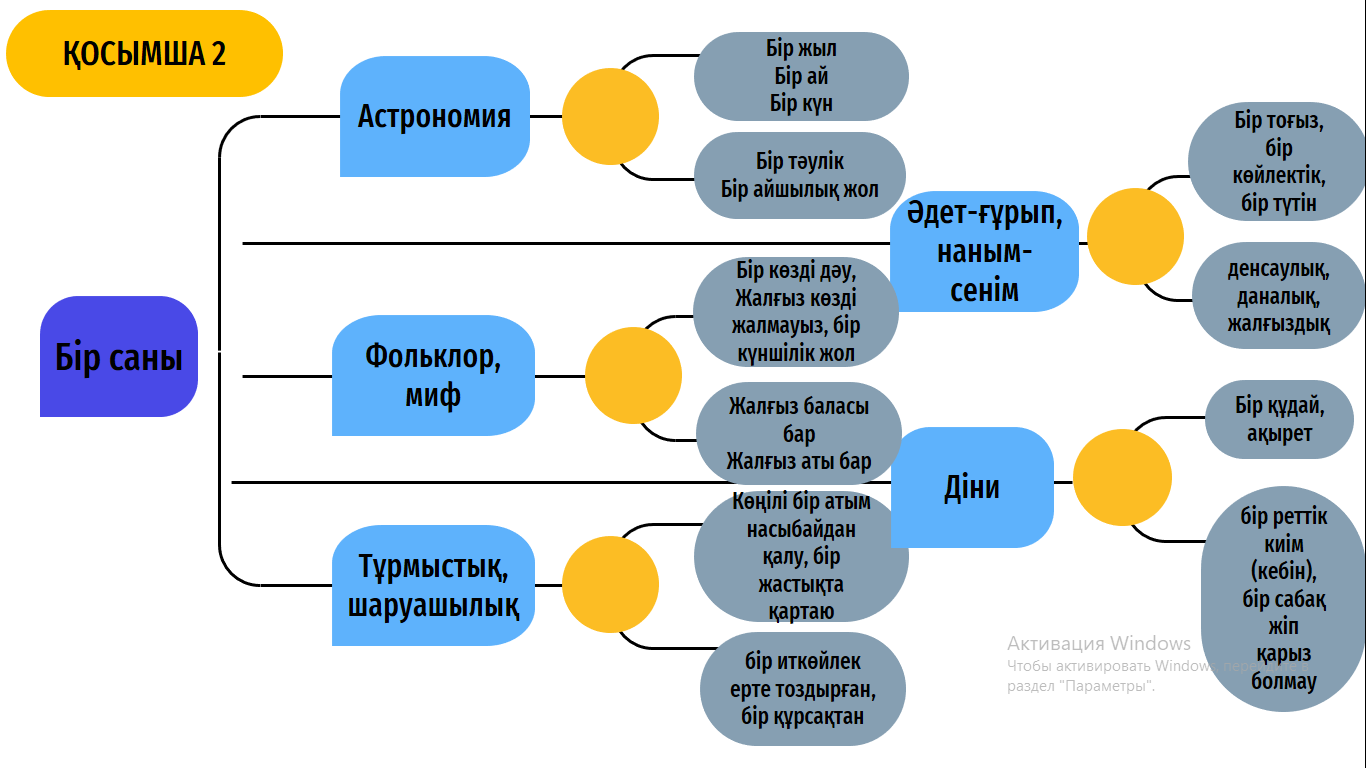 ҚОСЫМША 2
Бір саны
Астрономия
Бір жыл
Бір ай
Бір күн
Бір тәулік
Бір айшылық жол
Әдет-ғұрып,
наным-
сенім
Бір тоғыз,
бір
көйлектік,
бір түтін
денсаулық,
даналық,
жалғыздық
Фольклор,
миф
Бір көзді дәу,
Жалғыз көзді
жалмауыз, бір
күншілік жол
Жалғыз баласы
бар
Жалғыз аты бар
Діни
Бір құдай,
ақырет
бір реттік
киім
(кебін),
бір сабақ
жіп
қарыз
болмау
Тұрмыстық,
шаруашылық
Көңілі бір атым
насыбайдан
қалу, бір
жастықта
қартаю
бір иткөйлек
ерте тоздырған,
бір құрсақтан
Активация Windows
Чтобы активировать Windows, перейдите в
раздел "Параметры".